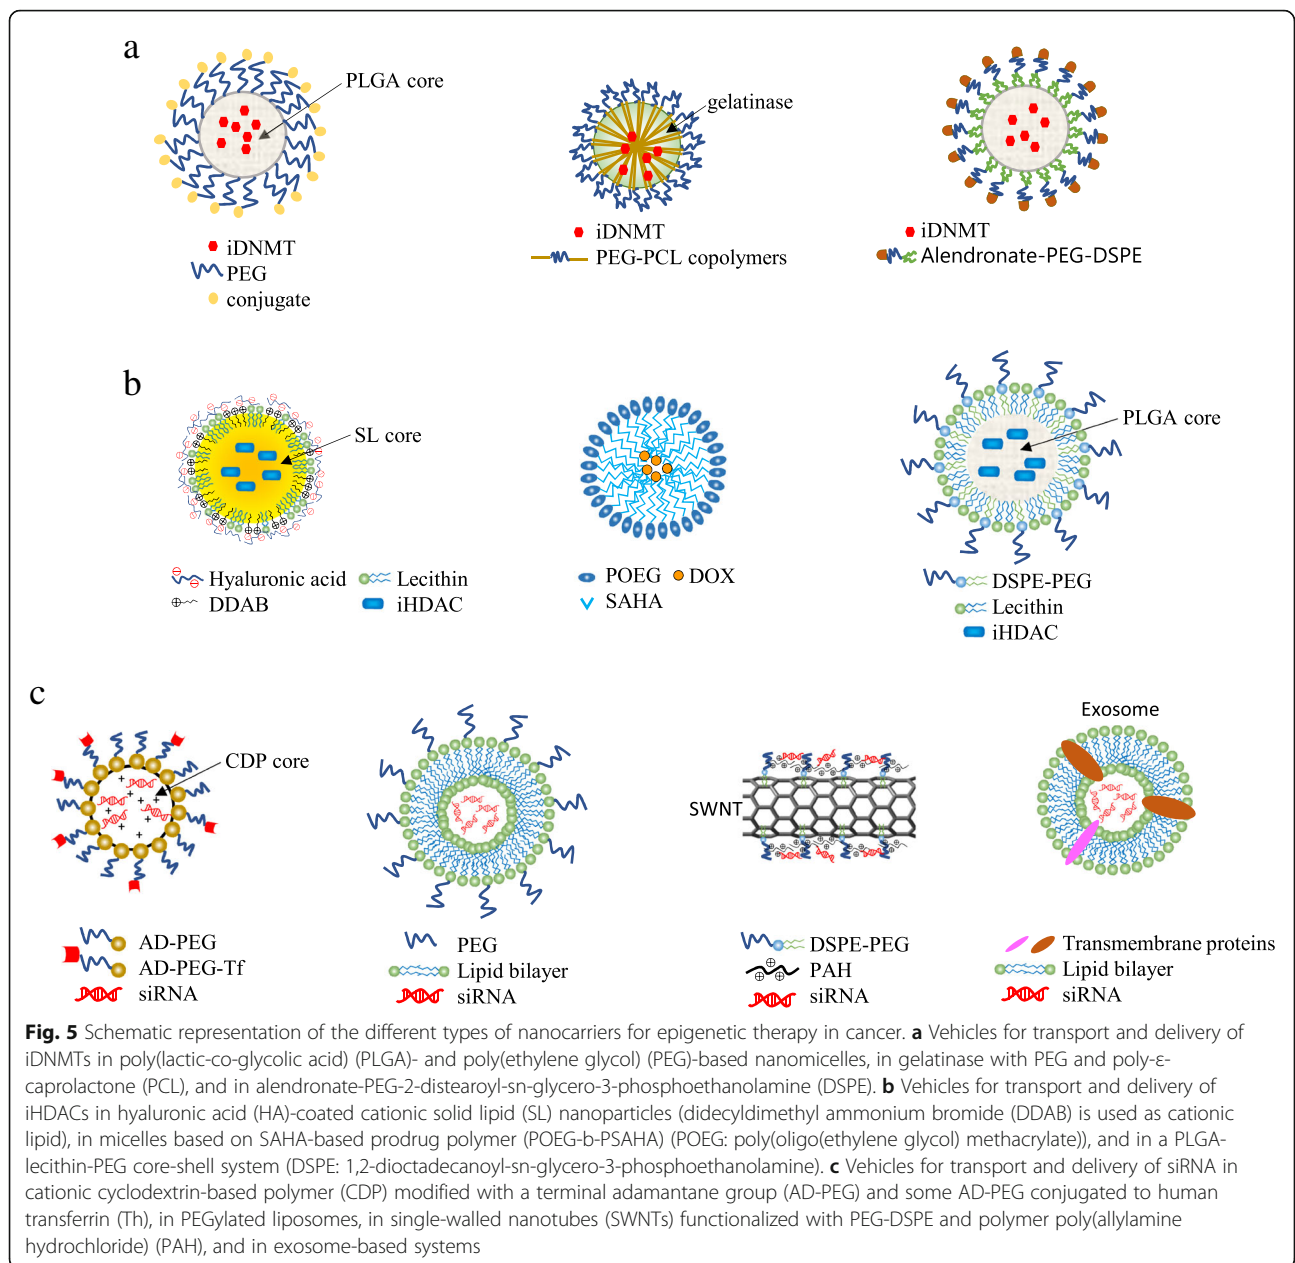 a
PLGA core
iDNMT
PEG
conjugate
gelatinase
iDNMT
PEG-PCL copolymers
iDNMT
Alendronate-PEG-DSPE
b
SL core
Hyaluronic acid
Lecithin
DDAB
iHDAC
POEG
DOX
SAHA
PLGA core
DSPE-PEG
Lecithin
iHDAC
c
CDP core
AD-PEG
AD-PEG-Tf
siRNA
PEG
Lipid bilayer
siRNA
SWNT
DSPE-PEG
PAH
siRNA
Exosome
Transmembrane proteins
Lipid bilayer
siRNA
Fig. 5 Schematic representation of the different types of nanocarriers for epigenetic therapy in cancer. a Vehicles for transport and delivery of
iDNMTs in poly(lactic-co-glycolic acid) (PLGA)- and poly(ethylene glycol) (PEG)-based nanomicelles, in gelatinase with PEG and poly-ε-
caprolactone (PCL), and in alendronate-PEG-2-distearoyl-sn-glycero-3-phosphoethanolamine (DSPE). b Vehicles for transport and delivery of
iHDACs in hyaluronic acid (HA)-coated cationic solid lipid (SL) nanoparticles (didecyldimethyl ammonium bromide (DDAB) is used as cationic
lipid), in micelles based on SAHA-based prodrug polymer (POEG-b-PSAHA) (POEG: poly(oligo(ethylene glycol) methacrylate)), and in a PLGA-
lecithin-PEG core-shell system (DSPE: 1,2-dioctadecanoyl-sn-glycero-3-phosphoethanolamine). c Vehicles for transport and delivery of siRNA in
cationic cyclodextrin-based polymer (CDP) modified with a terminal adamantane group (AD-PEG) and some AD-PEG conjugated to human
transferrin (Th), in PEGylated liposomes, in single-walled nanotubes (SWNTs) functionalized with PEG-DSPE and polymer poly(allylamine
hydrochloride) (PAH), and in exosome-based systems